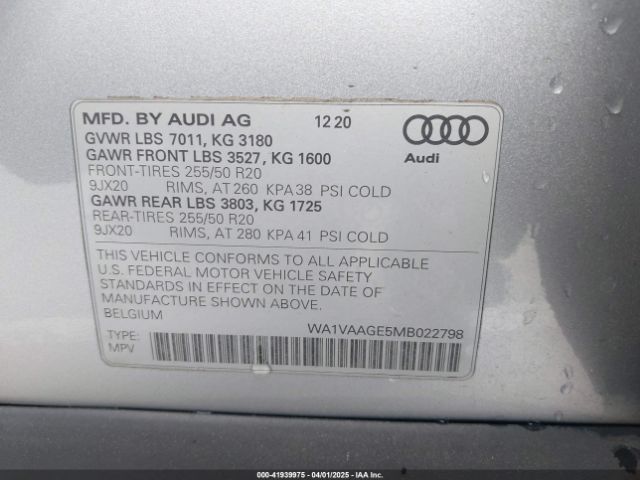 MFD. BY AUDI AG 12 20
GVWR LBS 7011, KG 3180
GAWR FRONT LBS 3527, KG 1600
Audi
FRONT-TIRES 255/50 R20
9JX20 RIMS, AT 260 KPA 38 PSI COLD
GAWR REAR LBS 3803, KG 1725
REAR-TIRES 255/50 R20
9JX20 RIMS, AT 280 KPA 41 PSI COLD
THIS VEHICLE CONFORMS TO ALL APPLICABLE
U.S. FEDERAL MOTOR VEHICLE SAFETY
STANDARDS IN EFFECT ON THE DATE OF
MANUFACTURE SHOWN ABOVE.
BELGIUM
WA1VAAGE5MB022798
TYPE:
MPV
000-41939975 04/01/2025 IAA Inc. (IAA)